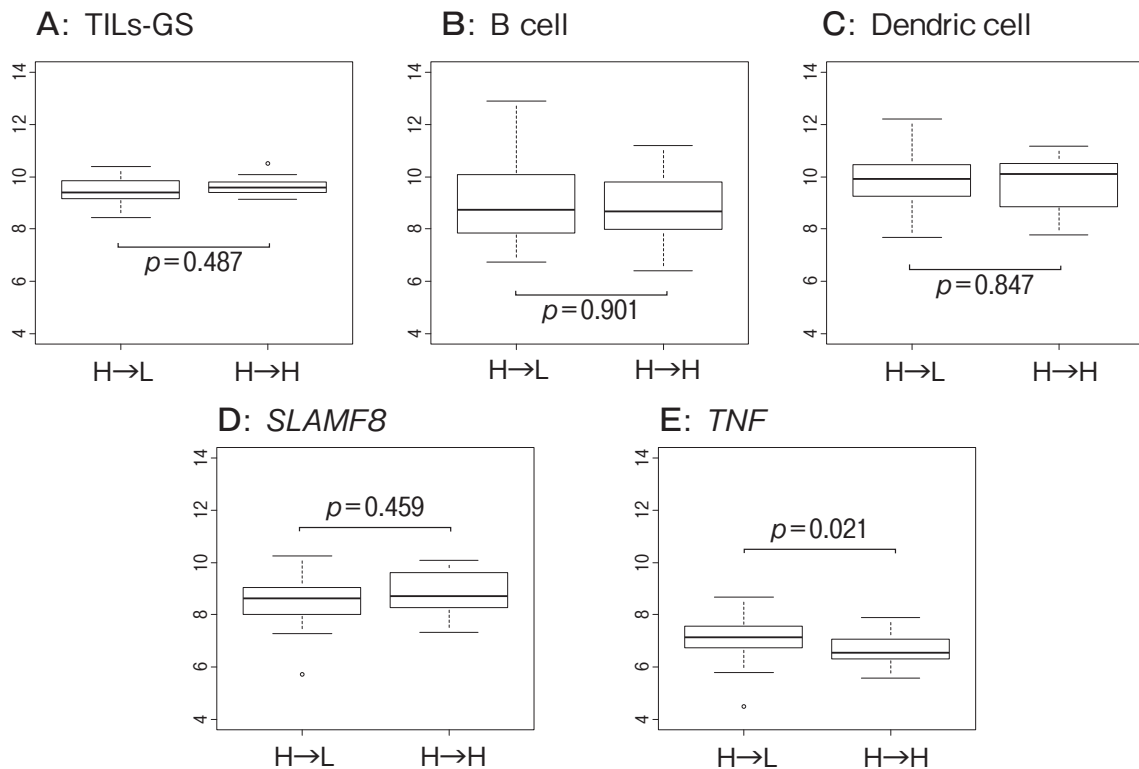 A: TILs-GS
B: B cell
C: Dendric cell
14
12
10
8
6
4
p=0.487
H→L
H→H
14
12
10
8
6
4
p=0.901
H→L
H→H
14
12
10
8
6
4
p=0.847
H→L
H→H
D: SLAMF8
E: TNF
14
12
10
8
6
4
p=0.459
H→L
H→H
14
12
10
8
6
4
p=0.021
H→L
H→H